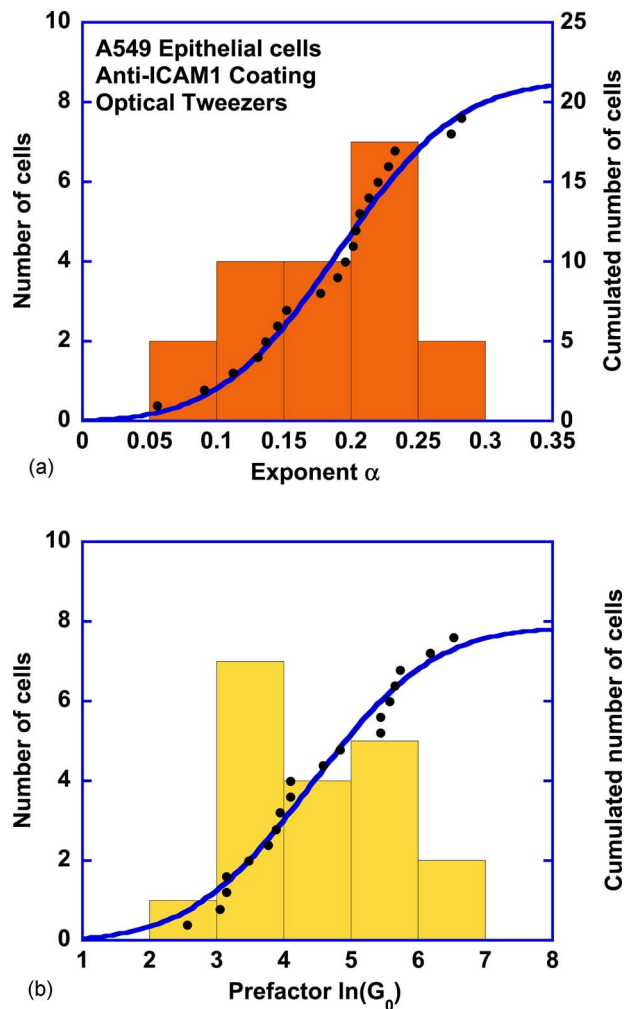 A549 Epithelial cells
Anti-ICAM1 Coating
Optical Tweezers
10
8
6
4
2
0
Number of cells
25
20
15
10
5
0
Cumulated number of cells
0 0.05 0.1 0.15 0.2 0.25 0.3 0.35
(a) Exponent α
10
8
6
4
2
0
Number of cells
Cumulated number of cells
1 2 3 4 5 6 7 8
(b) Prefactor ln(G₀)